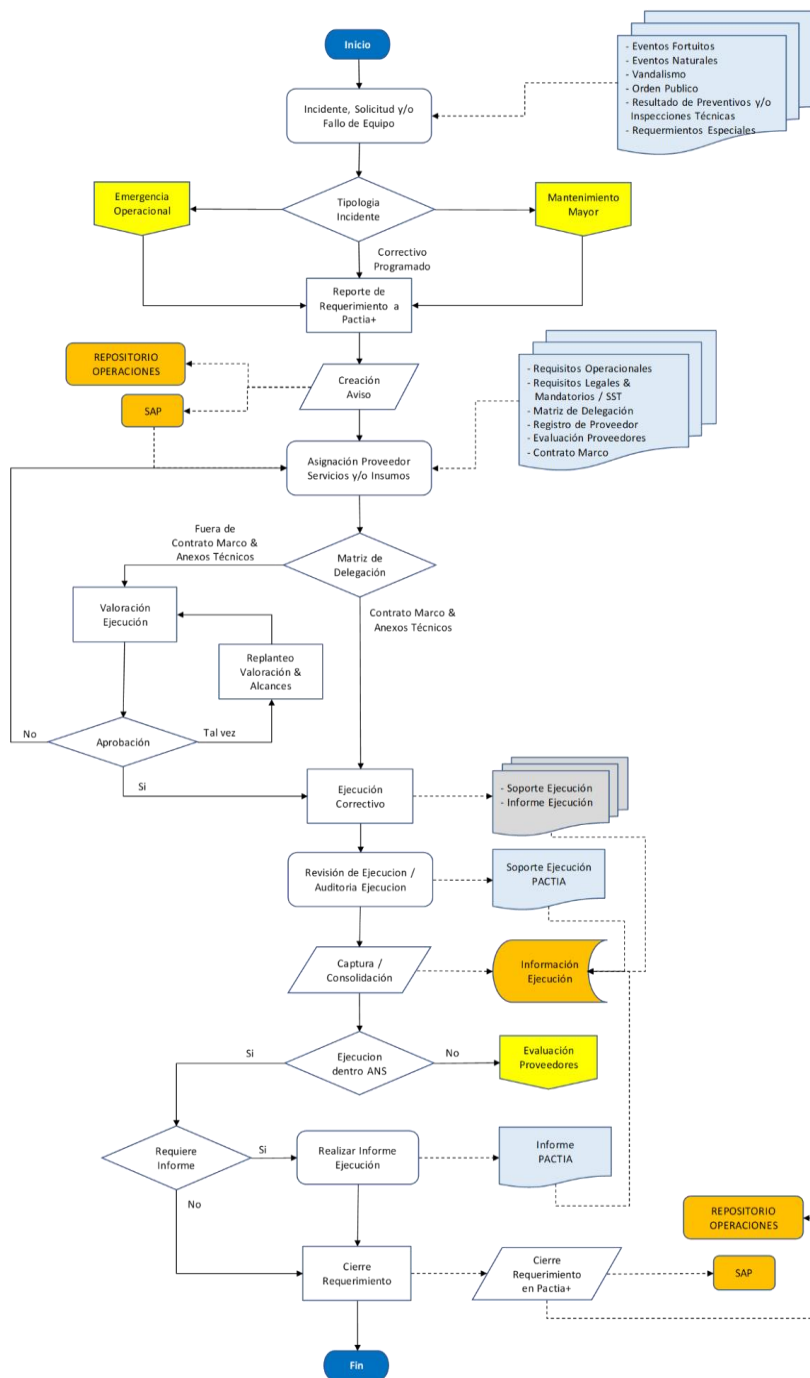 Inicio
- Eventos Fortuitos
- Eventos Naturales
- Vandalismo
- Orden Publico
- Resultado de Preventivos y/o
Inspecciones Técnicas
- Requermientos Especiales
Incidente, Solicitud y/o
Fallo de Equipo
Emergencia
Operacional
Tipologia
Incidente
Mantenimiento
Mayor
Correctivo
Programado
Reporte de
Requerimiento a
Pactia+
REPOSITORIO
OPERACIONES
Creación
Aviso
SAP
- Requisitos Operacionales
- Requisitos Legales &
Mandatorios / SST
- Matriz de Delegación
- Registro de Proveedor
- Evaluación Proveedores
- Contrato Marco
Asignación Proveedor
Servicios y/o Insumos
Fuera de
Contrato Marco &
Anexos Técnicos
Matriz de
Delegación
Valoración
Ejecución
Contrato Marco &
Anexos Técnicos
Replanteo
Valoración &
Alcances
No
Aprobación
Tal vez
Si
Ejecución
Correctivo
- Soporte Ejecución
- Informe Ejecución
Revisión de Ejecucion /
Auditoria Ejecucion
Soporte Ejecución
PACTIA
Captura /
Consolidación
Información
Ejecución
Si
Ejecucion
dentro ANS
No
Evaluación
Proveedores
Requiere
Informe
Si
Realizar Informe
Ejecución
Informe
PACTIA
No
REPOSITORIO
OPERACIONES
Cierre
Requerimiento
Cierre
Requerimiento
en Pactia+
SAP
Fin